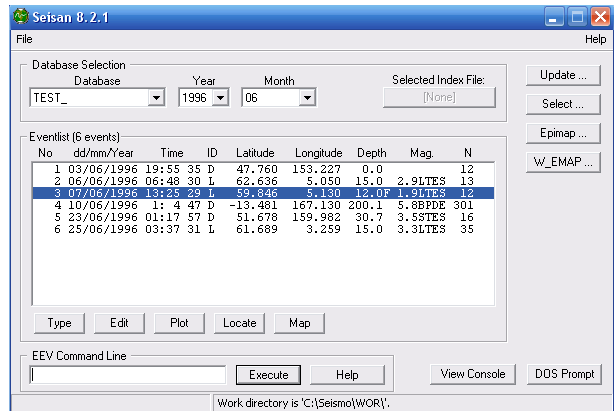 Seisan 8.2.1
File Help
Database Selection
Database Year Month Selected Index File:
TEST_ 1996 06 [None]
Update ...
Select ...
Epimap ...
W_EMAP ...
Eventlist (6 events)
No dd/mm/Year Time ID Latitude Longitude Depth Mag. N
1 03/06/1996 19:55 35 D 47.760 153.227 0.0 12
2 06/06/1996 06:48 30 L 62.636 5.050 15.0 2.9LTES 13
3 07/06/1996 13:25 29 L 59.846 5.130 12.0F 1.9LTES 12
4 10/06/1996 1: 4 47 D -13.481 167.130 200.1 5.8BPDE 301
5 23/06/1996 01:17 57 D 51.678 159.982 30.7 3.5STES 16
6 25/06/1996 03:37 31 L 61.689 3.259 15.0 3.3LTES 35
Type Edit Plot Locate Map
EEV Command Line
Execute Help View Console DOS Prompt
Work directory is 'C:\Seismo\WOR\'.